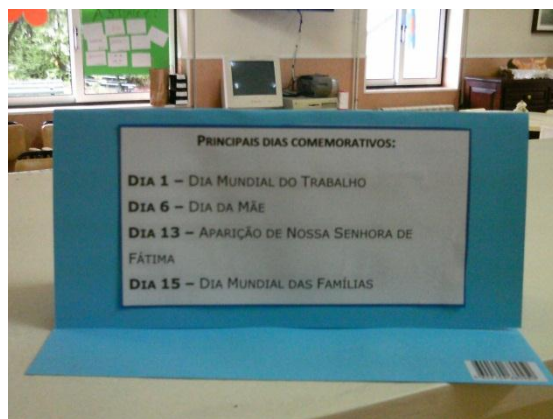 PRINCIPAIS DIAS COMEMORATIVOS:
DIA 1 – DIA MUNDIAL DO TRABALHO
DIA 6 – DIA DA MÃE
DIA 13 – APARIÇÃO DE NOSSA SENHORA DE
FÁTIMA
DIA 15 – DIA MUNDIAL DAS FAMÍLIAS